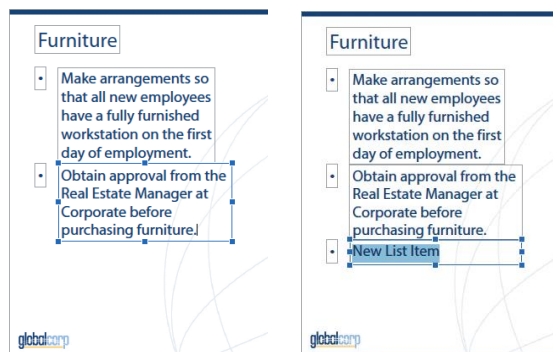 Furniture
• Make arrangements so
that all new employees
have a fully furnished
workstation on the first
day of employment.
• Obtain approval from the
Real Estate Manager at
Corporate before
purchasing furniture.
globalcorp
Furniture
• Make arrangements so
that all new employees
have a fully furnished
workstation on the first
day of employment.
• Obtain approval from the
Real Estate Manager at
Corporate before
purchasing furniture.
• New List Item
globalcorp